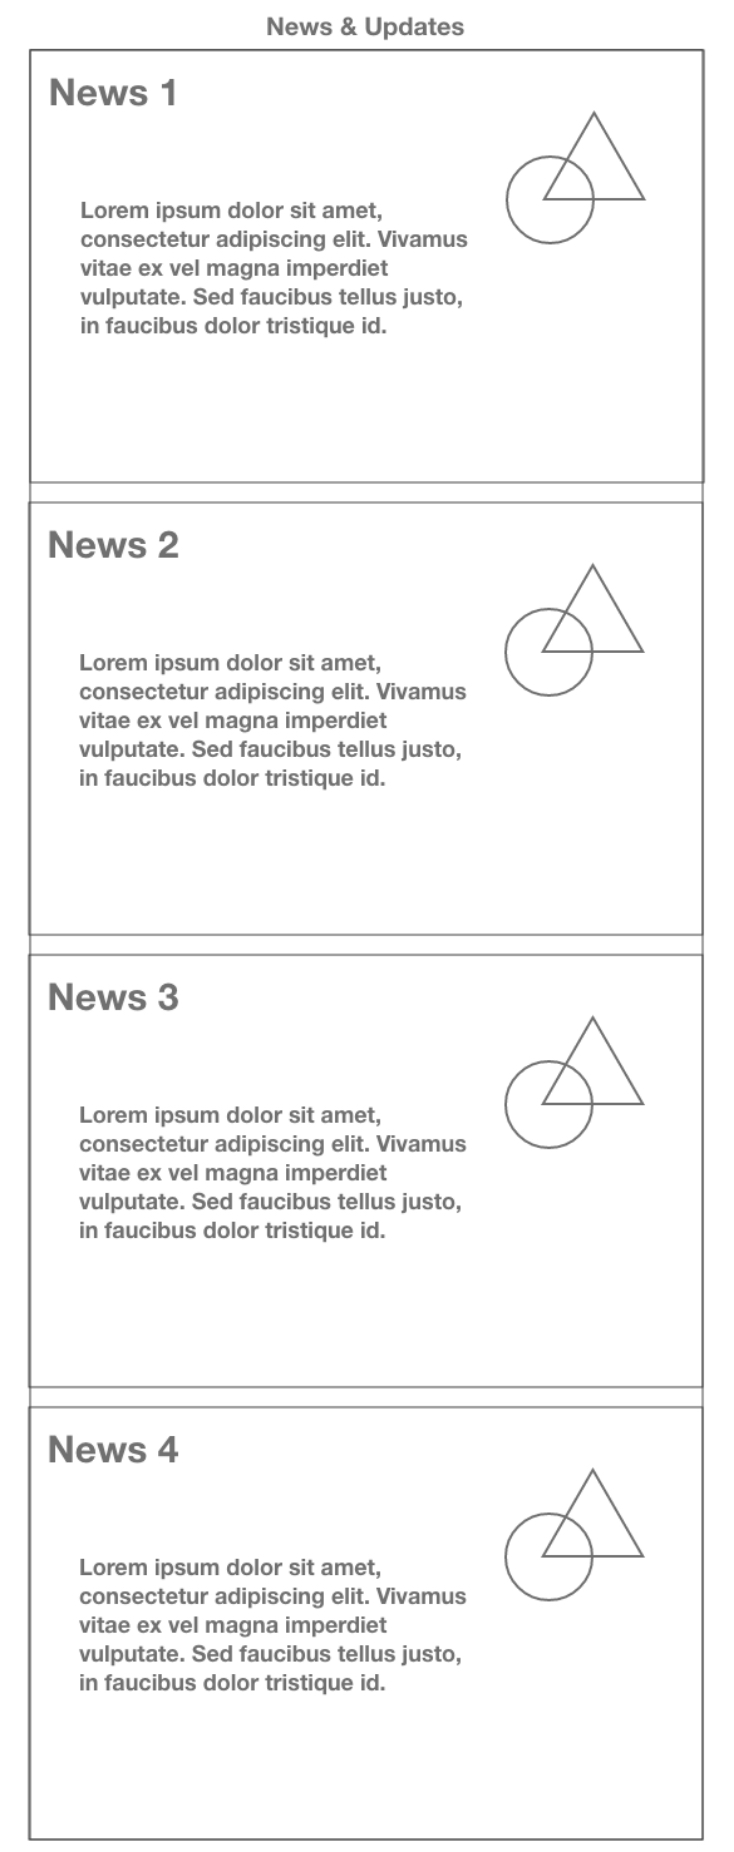 News & Updates
News 1
Lorem ipsum dolor sit amet,
consectetur adipiscing elit. Vivamus
vitae ex vel magna imperdiet
vulputate. Sed faucibus tellus justo,
in faucibus dolor tristique id.
News 2
Lorem ipsum dolor sit amet,
consectetur adipiscing elit. Vivamus
vitae ex vel magna imperdiet
vulputate. Sed faucibus tellus justo,
in faucibus dolor tristique id.
News 3
Lorem ipsum dolor sit amet,
consectetur adipiscing elit. Vivamus
vitae ex vel magna imperdiet
vulputate. Sed faucibus tellus justo,
in faucibus dolor tristique id.
News 4
Lorem ipsum dolor sit amet,
consectetur adipiscing elit. Vivamus
vitae ex vel magna imperdiet
vulputate. Sed faucibus tellus justo,
in faucibus dolor tristique id.